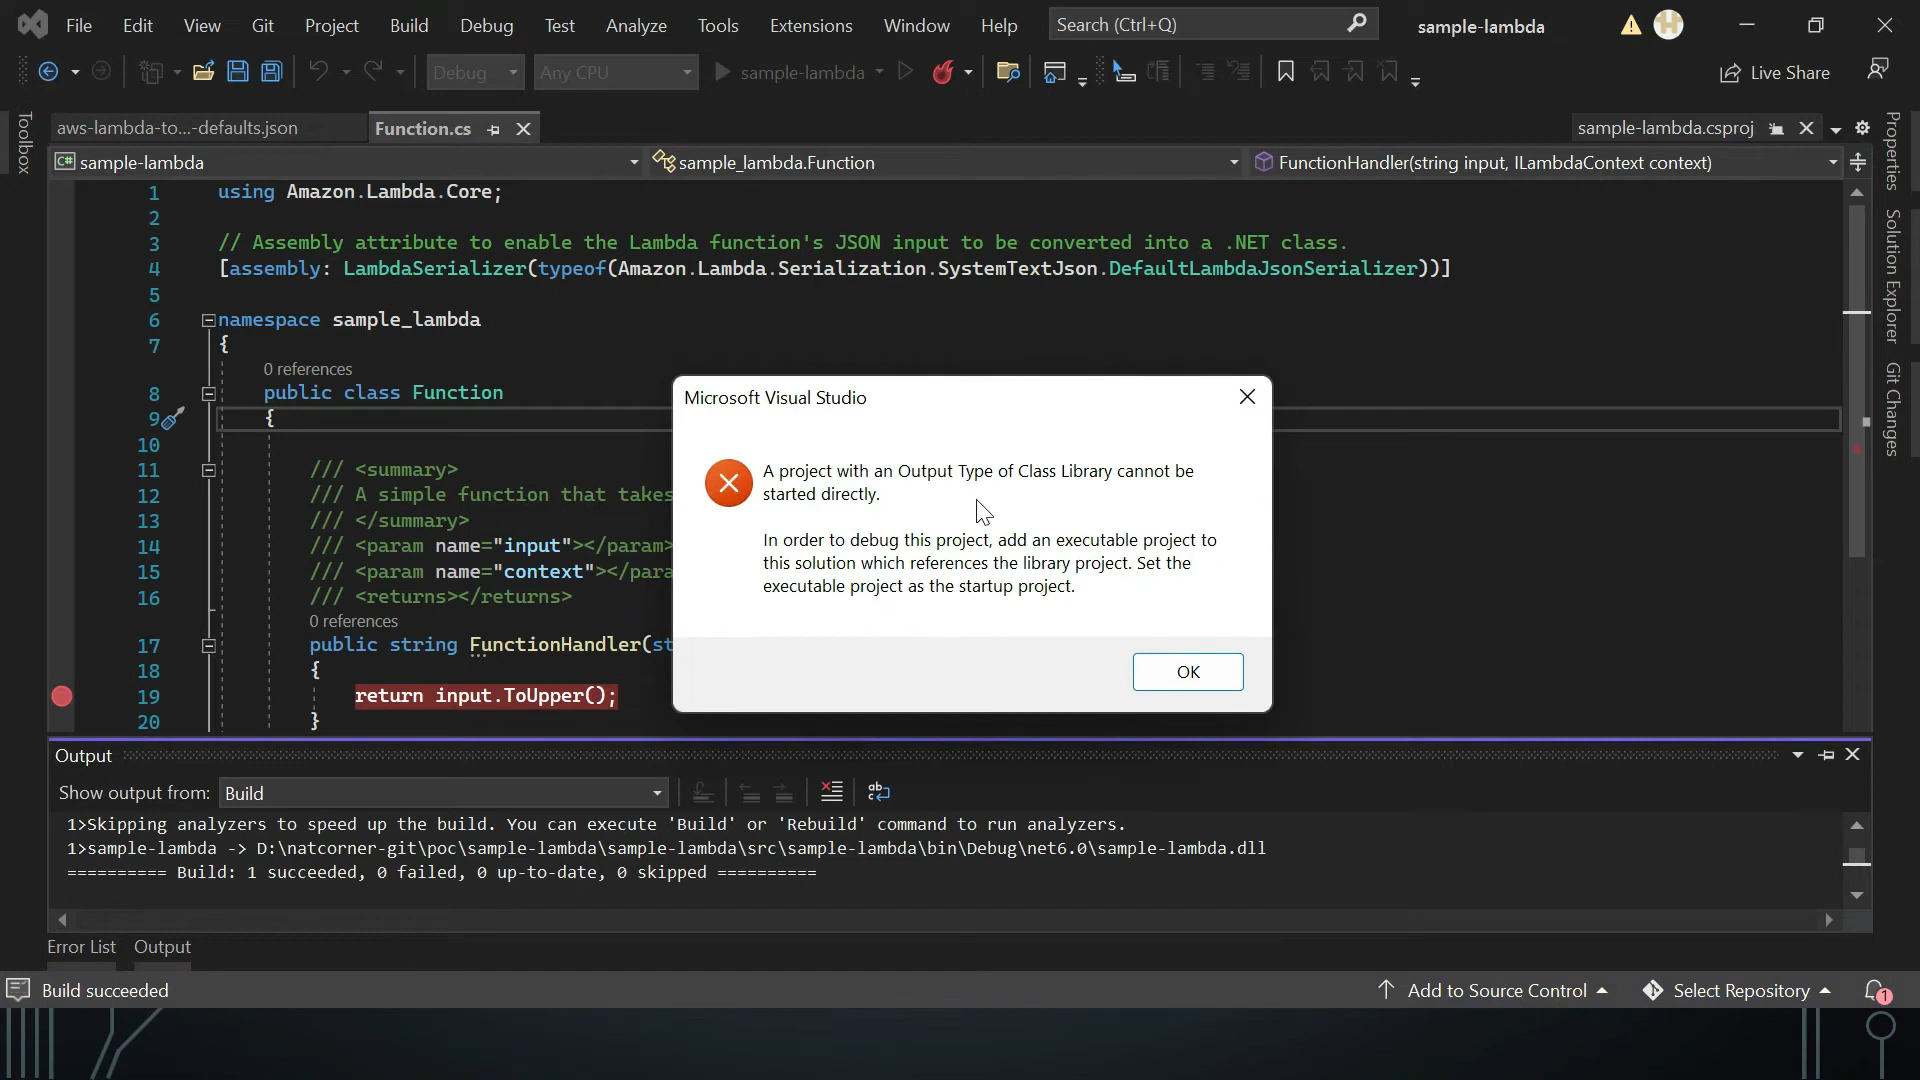 File Edit View Git Project Build Debug Test Analyze Tools Extensions Window Help Search (Ctrl+Q) sample-lambda
Debug Any CPU sample-lambda Live Share
Toolbox
aws-lambda-to...-defaults.json Function.cs sample-lambda.csproj
C# sample-lambda sample_lambda.Function FunctionHandler(string input, ILambdaContext context)
Properties
Solution Explorer
Git Changes
1 using Amazon.Lambda.Core;
2
3 // Assembly attribute to enable the Lambda function's JSON input to be converted into a .NET class.
4 [assembly: LambdaSerializer(typeof(Amazon.Lambda.Serialization.SystemTextJson.DefaultLambdaJsonSerializer))]
5
6 namespace sample_lambda
7 {
0 references
8 public class Function
9 {
10
11 /// <summary>
12 /// A simple function that takes
13 /// </summary>
14 /// <param name="input"></param>
15 /// <param name="context"></para
16 /// <returns></returns>
0 references
17 public string FunctionHandler(st
18 {
19 return input.ToUpper();
20 }
Microsoft Visual Studio
A project with an Output Type of Class Library cannot be
started directly.
In order to debug this project, add an executable project to
this solution which references the library project. Set the
executable project as the startup project.
OK
Output
Show output from: Build
1>Skipping analyzers to speed up the build. You can execute 'Build' or 'Rebuild' command to run analyzers.
1>sample-lambda -> D:\natcorner-git\poc\sample-lambda\sample-lambda\src\sample-lambda\bin\Debug\net6.0\sample-lambda.dll
========== Build: 1 succeeded, 0 failed, 0 up-to-date, 0 skipped ==========
Error List Output
Build succeeded Add to Source Control Select Repository 1